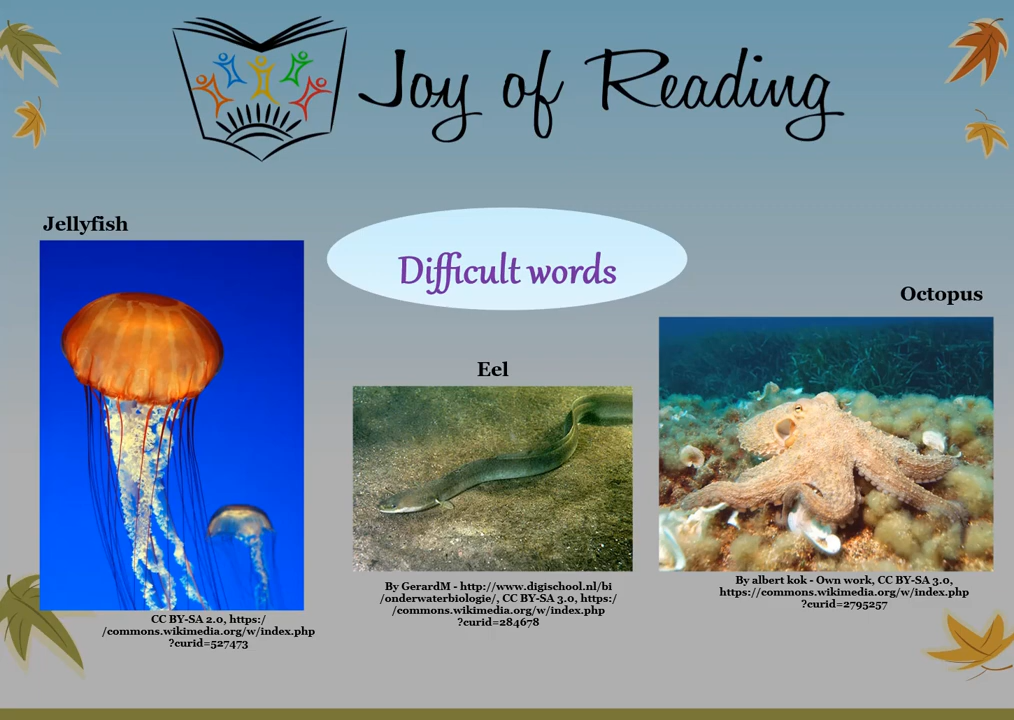 Joy of Reading
Jellyfish
Difficult words
Octopus
Eel
CC BY-SA 2.0, https:/
/commons.wikimedia.org/w/index.php
?curid=527473
By GerardM - http://www.digischool.nl/bi
/onderwaterbiologie/, CC BY-SA 3.0, https:/
/commons.wikimedia.org/w/index.php
?curid=284678
By albert kok - Own work, CC BY-SA 3.0,
https://commons.wikimedia.org/w/index.php
?curid=2795257